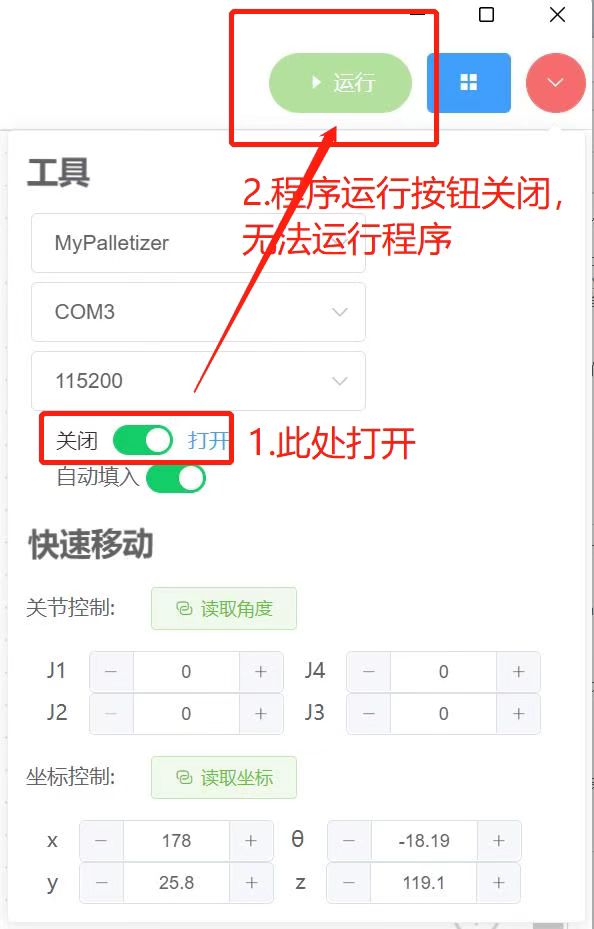 运行
工具
2.程序运行按钮关闭，
无法运行程序
MyPalletizer
COM3
115200
关闭 打开 1.此处打开
自动填入
快速移动
关节控制: 读取角度
J1 − 0 + J4 − 0 +
J2 − 0 + J3 − 0 +
坐标控制: 读取坐标
x − 178 + θ − -18.19 +
y − 25.8 + z − 119.1 +